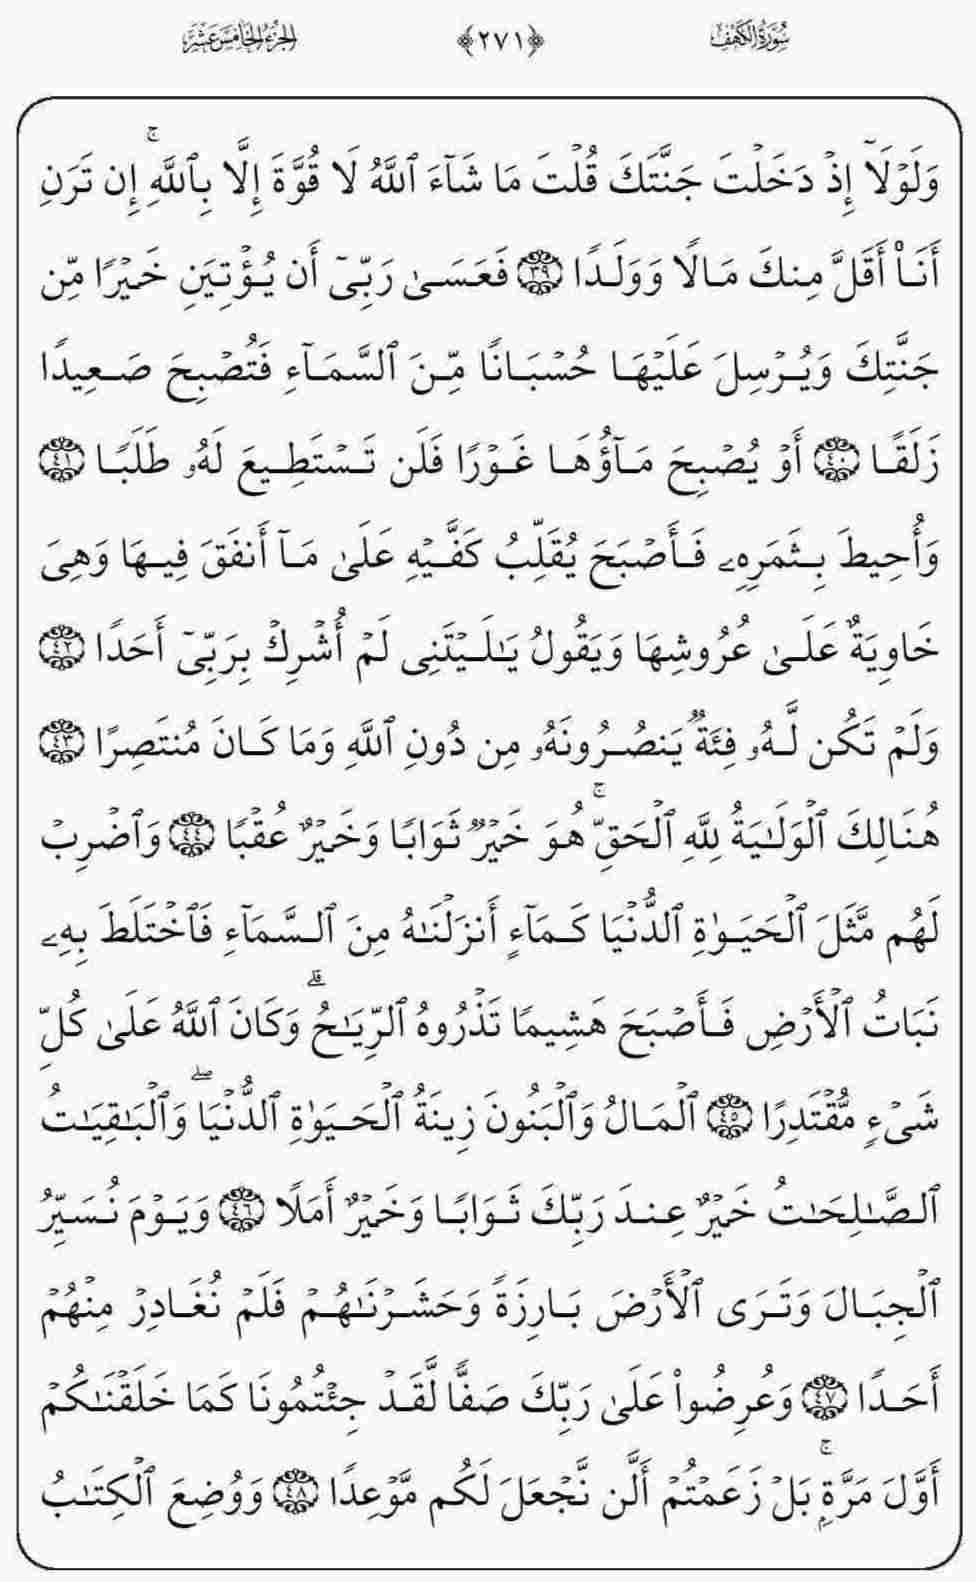 سُورَةُ الكَهْفِ ﴿٢٧١﴾ الجُزْءُ الخَامِسَ عَشَرَ
وَلَوْلَآ إِذْ دَخَلْتَ جَنَّتَكَ قُلْتَ مَا شَآءَ ٱللَّهُ لَا قُوَّةَ إِلَّا بِٱللَّهِۚ إِن تَرَنِ
أَنَا۠ أَقَلَّ مِنكَ مَالًا وَوَلَدًا ٣٩ فَعَسَىٰ رَبِّىٓ أَن يُؤْتِيَنِ خَيْرًا مِّن
جَنَّتِكَ وَيُرْسِلَ عَلَيْهَا حُسْبَانًا مِّنَ ٱلسَّمَآءِ فَتُصْبِحَ صَعِيدًا
زَلَقًا ٤٠ أَوْ يُصْبِحَ مَآؤُهَا غَوْرًا فَلَن تَسْتَطِيعَ لَهُۥ طَلَبًا ٤١
وَأُحِيطَ بِثَمَرِهِۦ فَأَصْبَحَ يُقَلِّبُ كَفَّيْهِ عَلَىٰ مَآ أَنفَقَ فِيهَا وَهِىَ
خَاوِيَةٌ عَلَىٰ عُرُوشِهَا وَيَقُولُ يَٰلَيْتَنِى لَمْ أُشْرِكْ بِرَبِّىٓ أَحَدًا ٤٢
وَلَمْ تَكُن لَّهُۥ فِئَةٌ يَنصُرُونَهُۥ مِن دُونِ ٱللَّهِ وَمَا كَانَ مُنتَصِرًا ٤٣
هُنَالِكَ ٱلْوَلَٰيَةُ لِلَّهِ ٱلْحَقِّۚ هُوَ خَيْرٌ ثَوَابًا وَخَيْرٌ عُقْبًا ٤٤ وَٱضْرِبْ
لَهُم مَّثَلَ ٱلْحَيَوٰةِ ٱلدُّنْيَا كَمَآءٍ أَنزَلْنَٰهُ مِنَ ٱلسَّمَآءِ فَٱخْتَلَطَ بِهِۦ
نَبَاتُ ٱلْأَرْضِ فَأَصْبَحَ هَشِيمًا تَذْرُوهُ ٱلرِّيَٰحُۗ وَكَانَ ٱللَّهُ عَلَىٰ كُلِّ
شَىْءٍ مُّقْتَدِرًا ٤٥ ٱلْمَالُ وَٱلْبَنُونَ زِينَةُ ٱلْحَيَوٰةِ ٱلدُّنْيَاۖ وَٱلْبَٰقِيَٰتُ
ٱلصَّٰلِحَٰتُ خَيْرٌ عِندَ رَبِّكَ ثَوَابًا وَخَيْرٌ أَمَلًا ٤٦ وَيَوْمَ نُسَيِّرُ
ٱلْجِبَالَ وَتَرَى ٱلْأَرْضَ بَارِزَةً وَحَشَرْنَٰهُمْ فَلَمْ نُغَادِرْ مِنْهُمْ
أَحَدًا ٤٧ وَعُرِضُوا۟ عَلَىٰ رَبِّكَ صَفًّا لَّقَدْ جِئْتُمُونَا كَمَا خَلَقْنَٰكُمْ
أَوَّلَ مَرَّةٍۭۚ بَلْ زَعَمْتُمْ أَلَّن نَّجْعَلَ لَكُم مَّوْعِدًا ٤٨ وَوُضِعَ ٱلْكِتَٰبُ